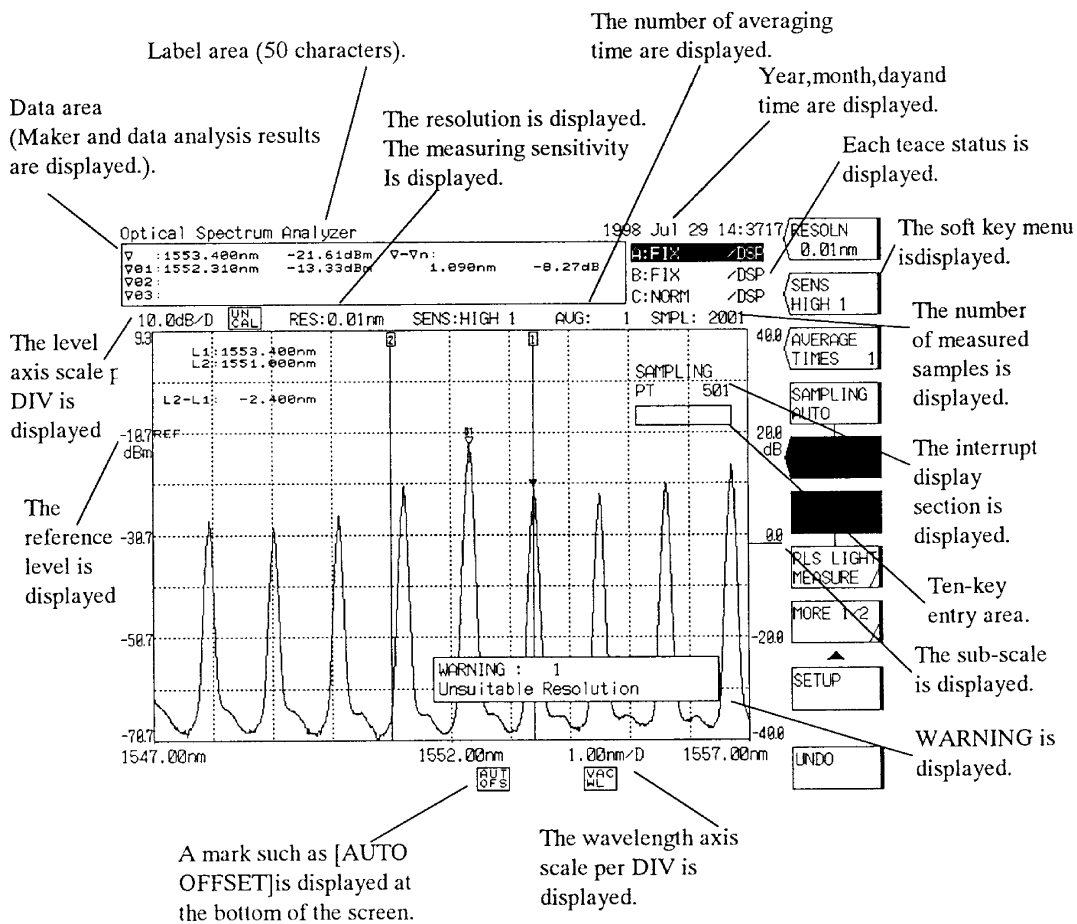 The number of averaging
time are displayed.
Label area (50 characters).
Year,month,dayand
time are displayed.
Data area
(Maker and data analysis results
are displayed.).
The resolution is displayed.
The measuring sensitivity
Is displayed.
Each teace status is
displayed.
Optical Spectrum Analyzer
1998 Jul 29 14:3717
∇ :1553.400nm -21.61dBm ∇-∇n:
∇01:1552.310nm -13.33dBm 1.090nm -8.27dB
∇02:
∇03:
A:FIX /DSP
B:FIX /DSP
C:NORM /DSP
RESOLN
0.01nm
The soft key menu
isdisplayed.
SENS
HIGH 1
10.0dB/D UN CAL RES:0.01nm SENS:HIGH 1 AVG: 1 SMPL: 2001
The number
of measured
samples is
displayed.
AVERAGE
TIMES 1
The level
axis scale p
DIV is
displayed
9.3
2
1
40.0
L1:1553.400nm
L2:1551.000nm
L2-L1: -2.400nm
SAMPLING
PT 501
SAMPLING
AUTO
-10.7
REF
dBm
20.0
dB
The interrupt
display
section is
displayed.
The
reference
level is
displayed
-30.7
0.0
PLS LIGHT
MEASURE
Ten-key
entry area.
MORE 1/2
-50.7
-20.0
The sub-scale
is displayed.
WARNING : 1
Unsuitable Resolution
SETUP
-70.7
-40.0
WARNING is
displayed.
1547.00nm 1552.00nm 1.00nm/D 1557.00nm
UNDO
AUT
OFS
VAC
WL
The wavelength axis
scale per DIV is
displayed.
A mark such as [AUTO
OFFSET]is displayed at
the bottom of the screen.